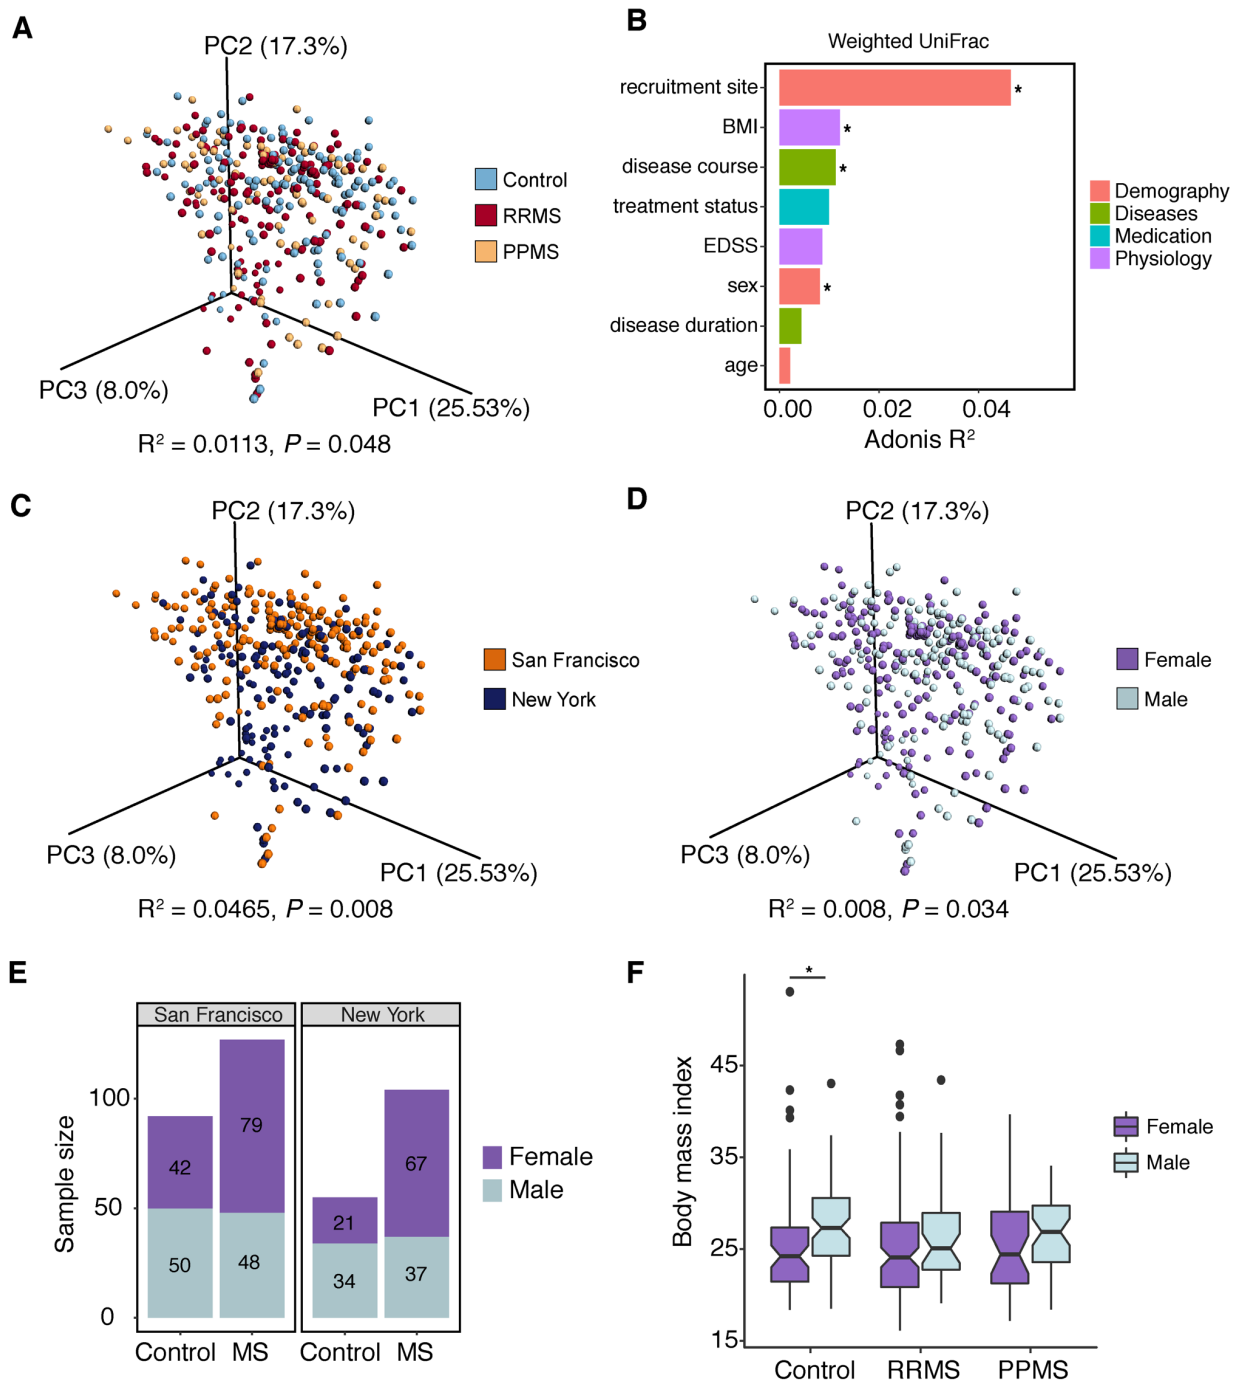 A
PC2 (17.3%)
Control
RRMS
PPMS
PC3 (8.0%)
PC1 (25.53%)
R² = 0.0113, P = 0.048
B
Weighted UniFrac
recruitment site
*
BMI
*
disease course
*
treatment status
EDSS
sex
*
disease duration
age
0.00 0.02 0.04
Adonis R²
Demography
Diseases
Medication
Physiology
C
PC2 (17.3%)
San Francisco
New York
PC3 (8.0%)
PC1 (25.53%)
R² = 0.0465, P = 0.008
D
PC2 (17.3%)
Female
Male
PC3 (8.0%)
PC1 (25.53%)
R² = 0.008, P = 0.034
E
San Francisco New York
Sample size
100
50
0
42
50
79
48
21
34
67
37
Control MS Control MS
Female
Male
F
*
Body mass index
45
35
25
15
Control RRMS PPMS
Female
Male